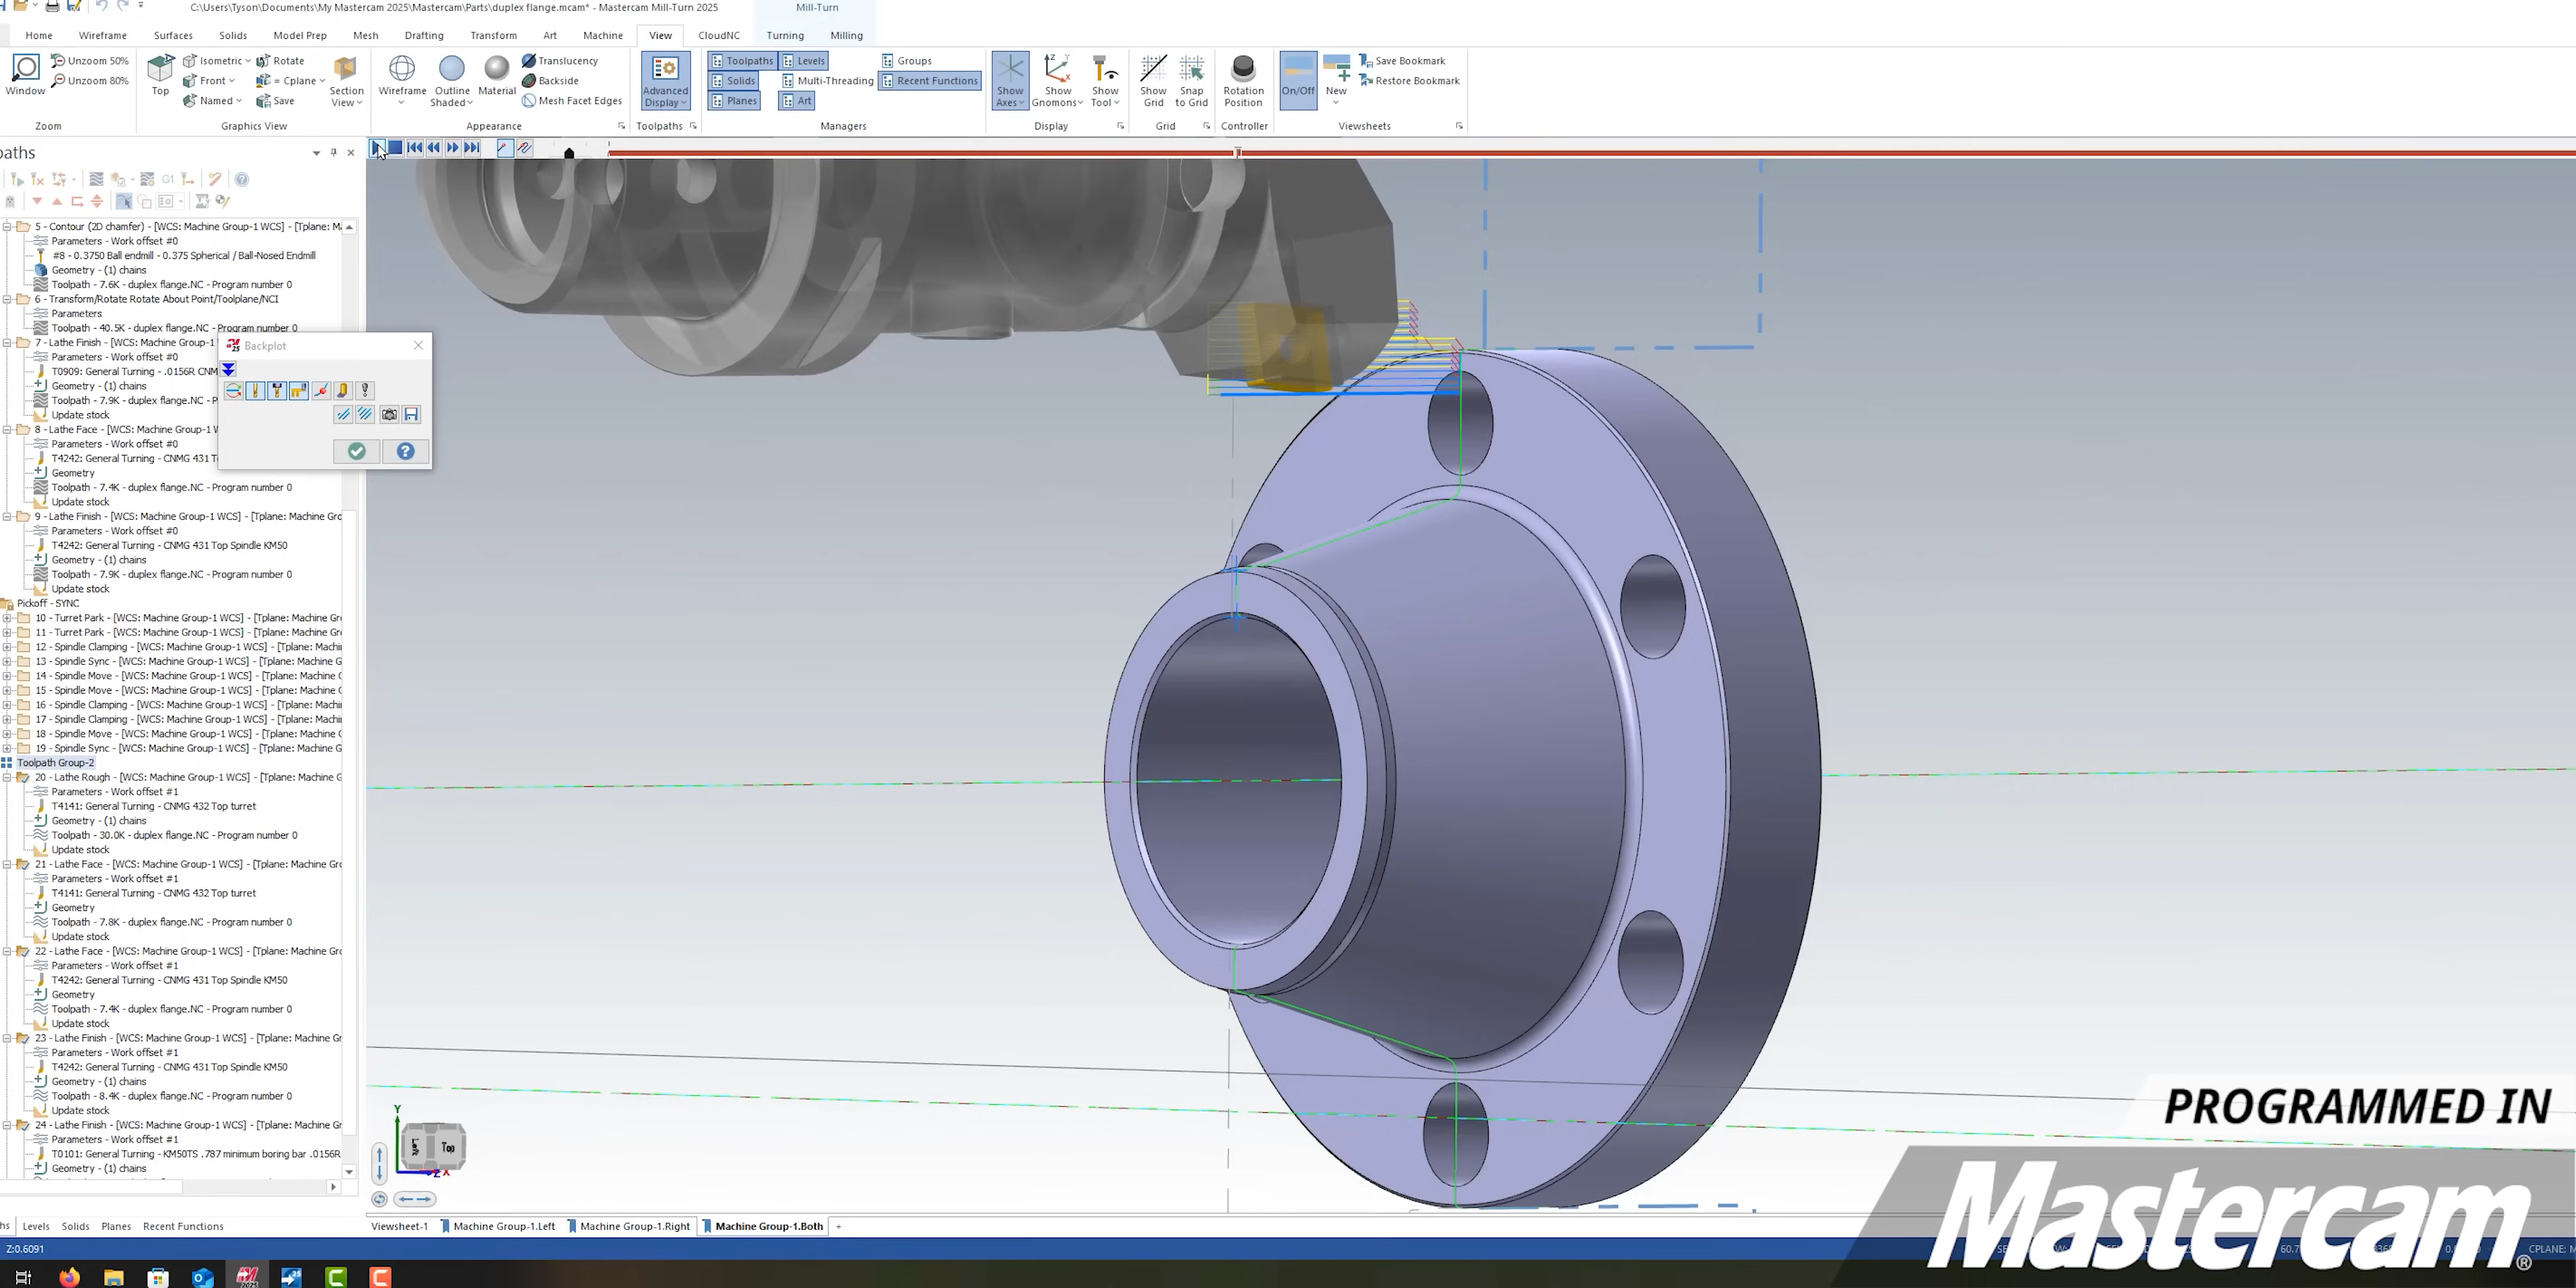 C:\Users\Tyson\Documents\My Mastercam 2025\Mastercam\Parts\duplex flange.mcam* - Mastercam Mill-Turn 2025
Mill-Turn
Home Wireframe Surfaces Solids Model Prep Mesh Drafting Transform Art Machine View CloudNC Turning Milling
Window
Unzoom 50%
Unzoom 80%
Zoom
Top
Isometric
Front
Named
Rotate
= Cplane
Save
Section View
Graphics View
Wireframe
Outline Shaded
Material
Translucency
Backside
Mesh Facet Edges
Appearance
Advanced Display
Toolpaths
Toolpaths
Solids
Planes
Levels
Multi-Threading
Art
Groups
Recent Functions
Managers
Show Axes
Show Gnomons
Show Tool
Display
Show Grid
Snap to Grid
Grid
Rotation Position
Controller
On/Off
New
Save Bookmark
Restore Bookmark
Viewsheets
aths
G1
5 - Contour (2D chamfer) - [WCS: Machine Group-1 WCS] - [Tplane: M
Parameters - Work offset #0
#8 - 0.3750 Ball endmill - 0.375 Spherical / Ball-Nosed Endmill
Geometry - (1) chains
Toolpath - 7.6K - duplex flange.NC - Program number 0
6 - Transform/Rotate Rotate About Point/Toolplane/NCI
Parameters
Toolpath - 40.5K - duplex flange.NC - Program number 0
7 - Lathe Finish - [WCS: Machine Group-1
Parameters - Work offset #0
T0909: General Turning - .0156R CNM
Geometry - (1) chains
Toolpath - 7.9K - duplex flange.NC - P
Update stock
8 - Lathe Face - [WCS: Machine Group-1 W
Parameters - Work offset #0
T4242: General Turning - CNMG 431 T
Geometry
Toolpath - 7.4K - duplex flange.NC - Program number 0
Update stock
9 - Lathe Finish - [WCS: Machine Group-1 WCS] - [Tplane: Machine Gro
Parameters - Work offset #0
T4242: General Turning - CNMG 431 Top Spindle KM50
Geometry - (1) chains
Toolpath - 7.9K - duplex flange.NC - Program number 0
Update stock
Pickoff - SYNC
10 - Turret Park - [WCS: Machine Group-1 WCS] - [Tplane: Machine Gr
11 - Turret Park - [WCS: Machine Group-1 WCS] - [Tplane: Machine Gr
12 - Spindle Clamping - [WCS: Machine Group-1 WCS] - [Tplane: Machi
13 - Spindle Sync - [WCS: Machine Group-1 WCS] - [Tplane: Machine G
14 - Spindle Move - [WCS: Machine Group-1 WCS] - [Tplane: Machine G
15 - Spindle Move - [WCS: Machine Group-1 WCS] - [Tplane: Machine G
16 - Spindle Clamping - [WCS: Machine Group-1 WCS] - [Tplane: Machi
17 - Spindle Clamping - [WCS: Machine Group-1 WCS] - [Tplane: Machi
18 - Spindle Move - [WCS: Machine Group-1 WCS] - [Tplane: Machine G
19 - Spindle Sync - [WCS: Machine Group-1 WCS] - [Tplane: Machine G
Toolpath Group-2
20 - Lathe Rough - [WCS: Machine Group-1 WCS] - [Tplane: Machine G
Parameters - Work offset #1
T4141: General Turning - CNMG 432 Top turret
Geometry - (1) chains
Toolpath - 30.0K - duplex flange.NC - Program number 0
Update stock
21 - Lathe Face - [WCS: Machine Group-1 WCS] - [Tplane: Machine Gro
Parameters - Work offset #1
T4141: General Turning - CNMG 432 Top turret
Geometry
Toolpath - 7.8K - duplex flange.NC - Program number 0
Update stock
22 - Lathe Face - [WCS: Machine Group-1 WCS] - [Tplane: Machine Gro
Parameters - Work offset #1
T4242: General Turning - CNMG 431 Top Spindle KM50
Geometry
Toolpath - 7.4K - duplex flange.NC - Program number 0
Update stock
23 - Lathe Finish - [WCS: Machine Group-1 WCS] - [Tplane: Machine Gr
Parameters - Work offset #1
T4242: General Turning - CNMG 431 Top Spindle KM50
Geometry - (1) chains
Toolpath - 8.4K - duplex flange.NC - Program number 0
Update stock
24 - Lathe Finish - [WCS: Machine Group-1 WCS] - [Tplane: Machine Gr
Parameters - Work offset #1
T0101: General Turning - KM50TS .787 minimum boring bar .0156R
Geometry - (1) chains
Backplot
Y
Left
Top
Z
X
hs Levels Solids Planes Recent Functions
Viewsheet-1 Machine Group-1.Left Machine Group-1.Right Machine Group-1.Both +
Z:0.6091
CPLANE: M
PROGRAMMED IN
Mastercam®